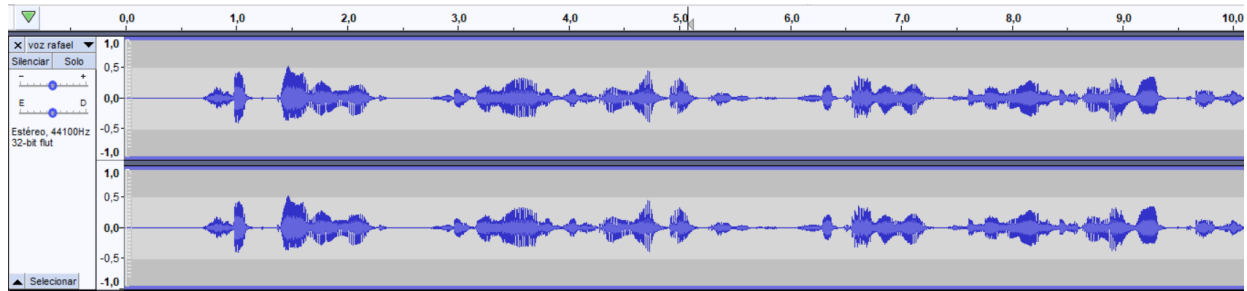 0,0 1,0 2,0 3,0 4,0 5,0 6,0 7,0 8,0 9,0 10,0
× voz rafael ▼ 1,0
Silenciar Solo
0,5
- +
0,0
E D
-0,5
Estéreo, 44100Hz
32-bit flut
-1,0
1,0
0,5
0,0
-0,5
▲ Selecionar -1,0